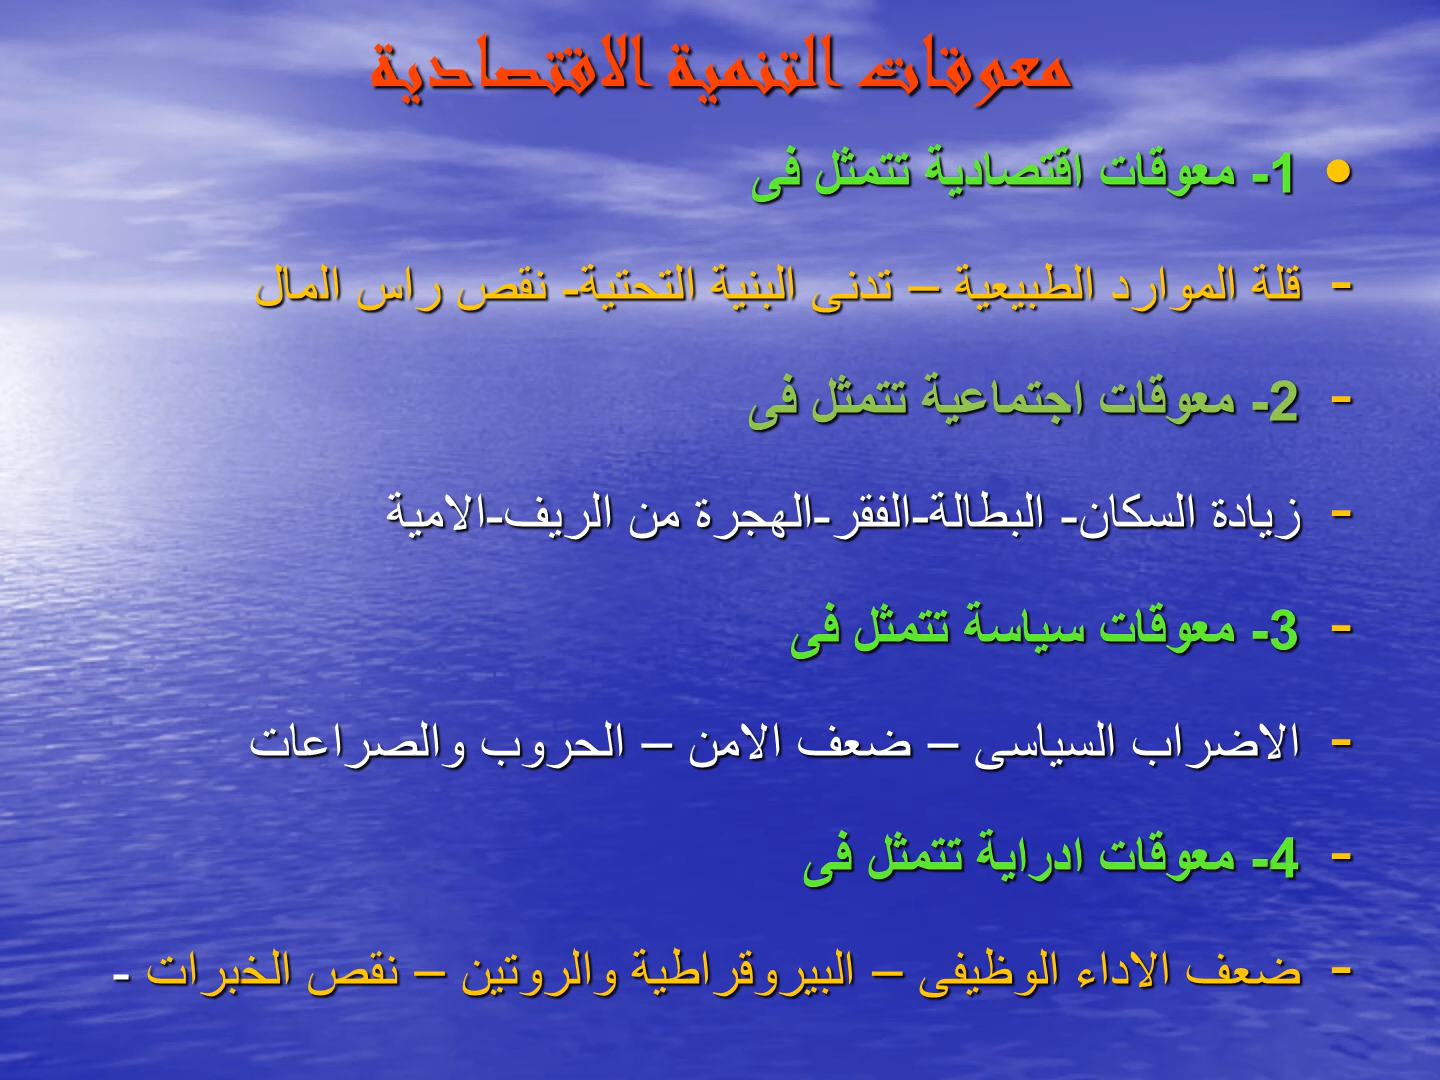 معوقات التنمية الاقتصادية
• 1- معوقات اقتصادية تتمثل فى
- قلة الموارد الطبيعية – تدنى البنية التحتية- نقص راس المال
- 2- معوقات اجتماعية تتمثل فى
- زيادة السكان- البطالة-الفقر-الهجرة من الريف-الامية
- 3- معوقات سياسة تتمثل فى
- الاضراب السياسى – ضعف الامن – الحروب والصراعات
- 4- معوقات ادراية تتمثل فى
- ضعف الاداء الوظيفى – البيروقراطية والروتين – نقص الخبرات -